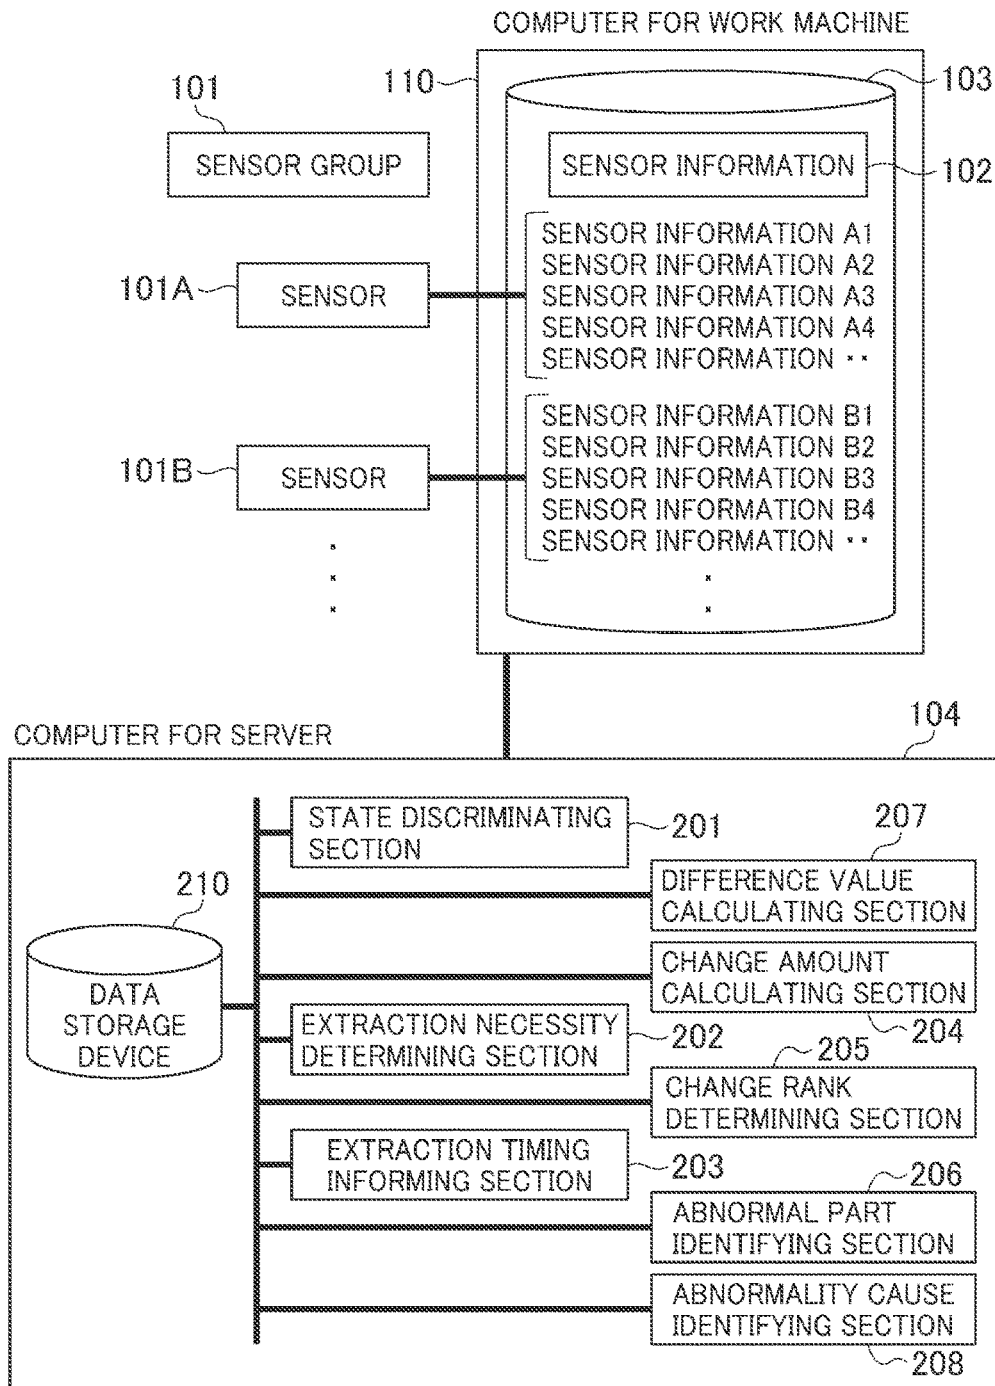 COMPUTER FOR WORK MACHINE
110
103
101
SENSOR GROUP
SENSOR INFORMATION
102
SENSOR INFORMATION A1
SENSOR INFORMATION A2
101A
SENSOR
SENSOR INFORMATION A3
SENSOR INFORMATION A4
SENSOR INFORMATION **
SENSOR INFORMATION B1
SENSOR INFORMATION B2
101B
SENSOR
SENSOR INFORMATION B3
SENSOR INFORMATION B4
SENSOR INFORMATION **
COMPUTER FOR SERVER
104
STATE DISCRIMINATING
SECTION
201
207
DIFFERENCE VALUE
CALCULATING SECTION
210
DATA
STORAGE
DEVICE
CHANGE AMOUNT
CALCULATING SECTION
204
EXTRACTION NECESSITY
DETERMINING SECTION
202
205
CHANGE RANK
DETERMINING SECTION
EXTRACTION TIMING
INFORMING SECTION
203
206
ABNORMAL PART
IDENTIFYING SECTION
ABNORMALITY CAUSE
IDENTIFYING SECTION
208